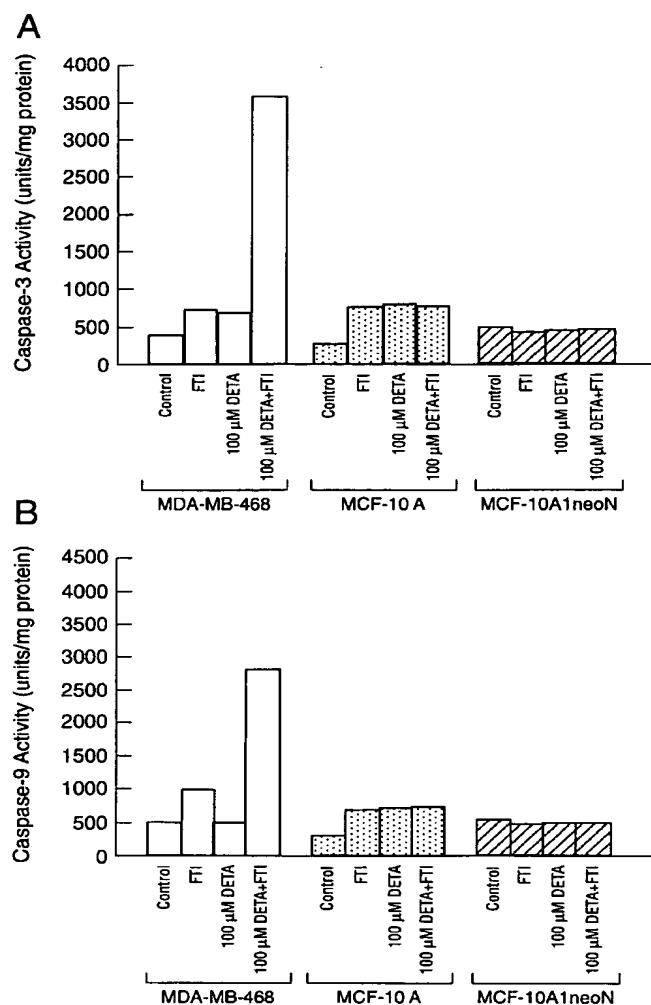 A
Caspase-3 Activity (units/mg protein)
4000
3500
3000
2500
2000
1500
1000
500
0
Control
FTI
100 μM DETA
100 μM DETA+FTI
Control
FTI
100 μM DETA
100 μM DETA+FTI
Control
FTI
100 μM DETA
100 μM DETA+FTI
MDA-MB-468
MCF-10 A
MCF-10A1neoN
B
Caspase-9 Activity (units/mg protein)
4500
4000
3500
3000
2500
2000
1500
1000
500
0
Control
FTI
100 μM DETA
100 μM DETA+FTI
Control
FTI
100 μM DETA
100 μM DETA+FTI
Control
FTI
100 μM DETA
100 μM DETA+FTI
MDA-MB-468
MCF-10 A
MCF-10A1neoN